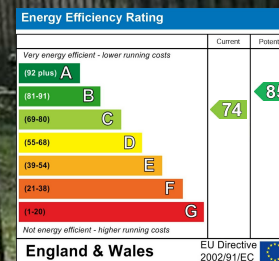 Energy Efficiency Rating
Current
Very energy efficient - lower running costs
(92 plus) A
(81-91) B
(69-80) C
74
(55-68) D
(39-54) E
(21-38) F
(1-20) G
Not energy efficient - higher running costs
England & Wales
EU Directive
2002/91/EC